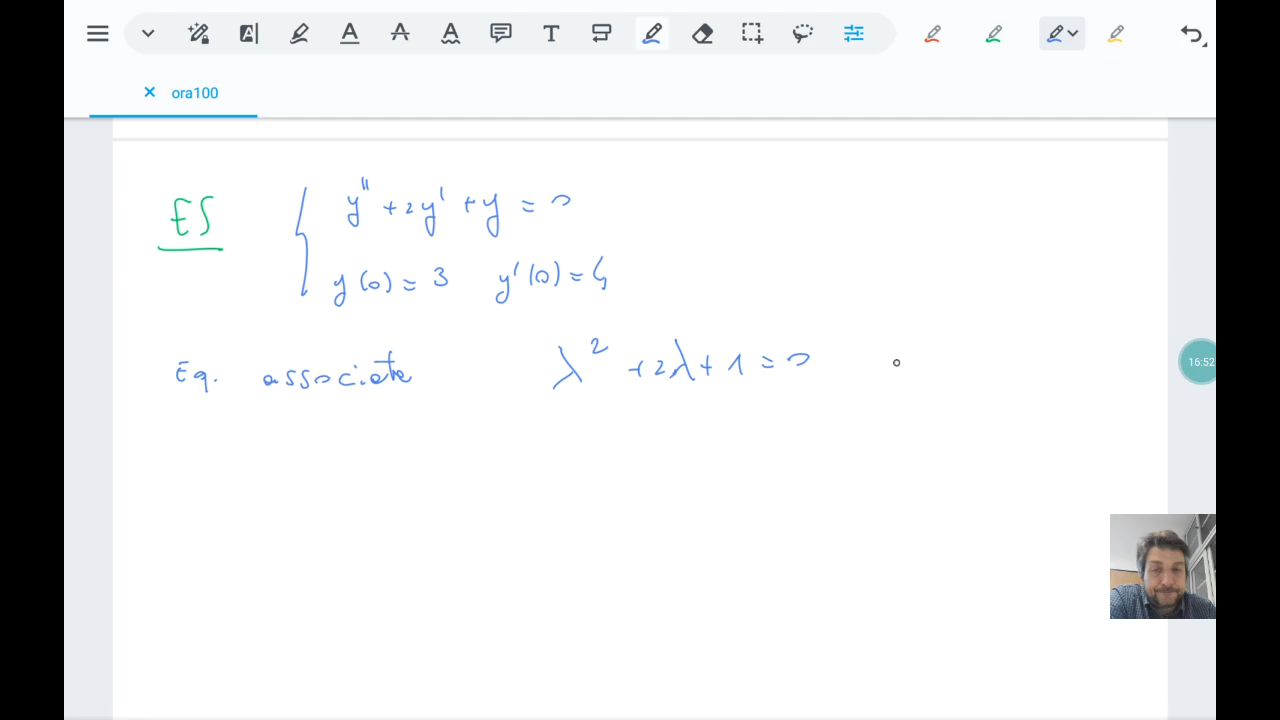 ora100
ES
y'' + 2y' + y = 0
y(0) = 3 y'(0) = 4
Eq. associata λ² + 2λ + 1 = 0
16:52